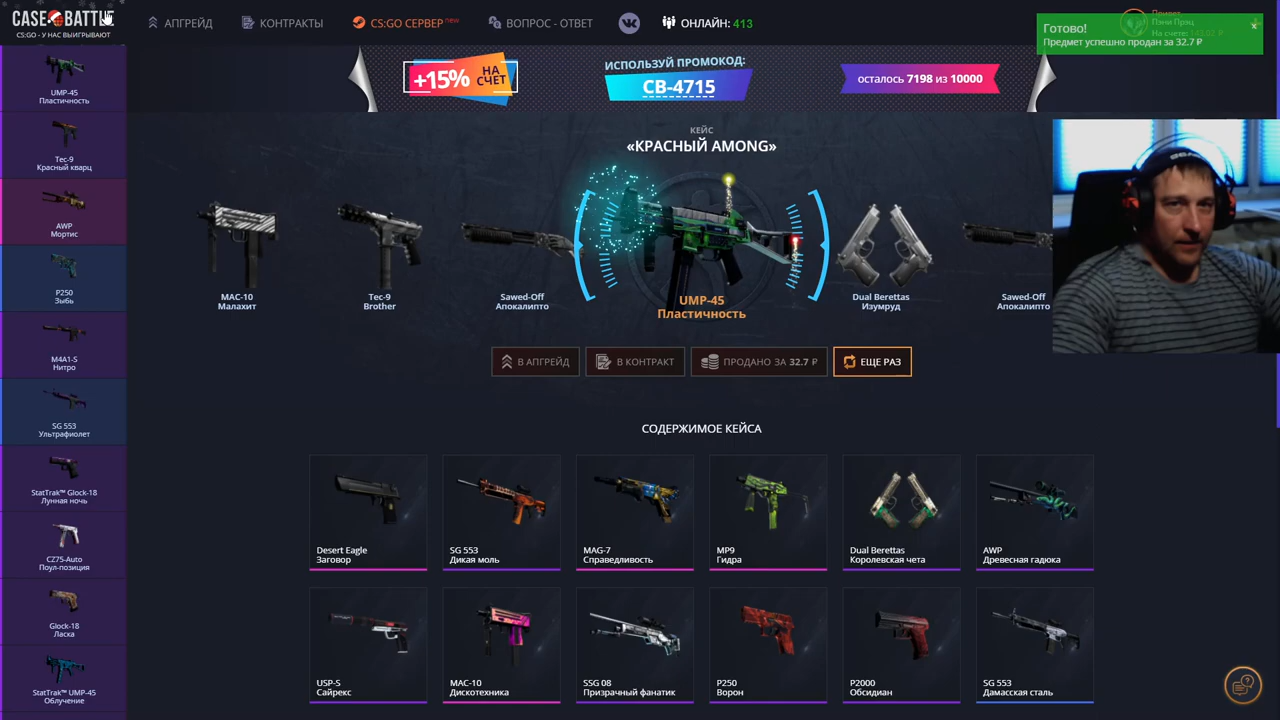 CASE BATTLE
CS:GO - У НАС ВЫИГРЫВАЮТ
АПГРЕЙД
КОНТРАКТЫ
CS:GO СЕРВЕР new
ВОПРОС - ОТВЕТ
ОНЛАЙН: 413
Готово!
Предмет успешно продан за 32.7 ₽
x
+15% НА СЧЕТ
ИСПОЛЬЗУЙ ПРОМОКОД:
CB-4715
осталось 7198 из 10000
UMP-45
Пластичность
Tec-9
Красный кварц
AWP
Мортис
P250
Зыбь
M4A1-S
Нитро
SG 553
Ультрафиолет
StatTrak™ Glock-18
Лунная ночь
CZ75-Auto
Поул-позиция
Glock-18
Ласка
StatTrak™ UMP-45
Облучение
КЕЙС
«КРАСНЫЙ AMONG»
MAC-10
Малахит
Tec-9
Brother
Sawed-Off
Апокалипто
UMP-45
Пластичность
Dual Berettas
Изумруд
Sawed-Off
Апокалипто
В АПГРЕЙД
В КОНТРАКТ
ПРОДАНО ЗА 32.7 ₽
ЕЩЕ РАЗ
СОДЕРЖИМОЕ КЕЙСА
Desert Eagle
Заговор
SG 553
Дикая моль
MAG-7
Справедливость
MP9
Гидра
Dual Berettas
Королевская чета
AWP
Древесная гадюка
USP-S
Сайрекс
MAC-10
Дискотехника
SSG 08
Призрачный фанатик
P250
Ворон
P2000
Обсидиан
SG 553
Дамасская сталь